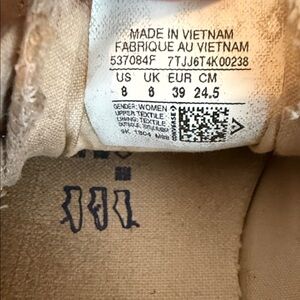 MADE IN VIETNAM
FABRIQUE AU VIETNAM
537084F 7TJJ6T4K00238
US UK EUR CM
8 6 39 24.5
GENDER: WOMEN
UPPER: TEXTILE
LINING: TEXTILE
OUTSOLE: